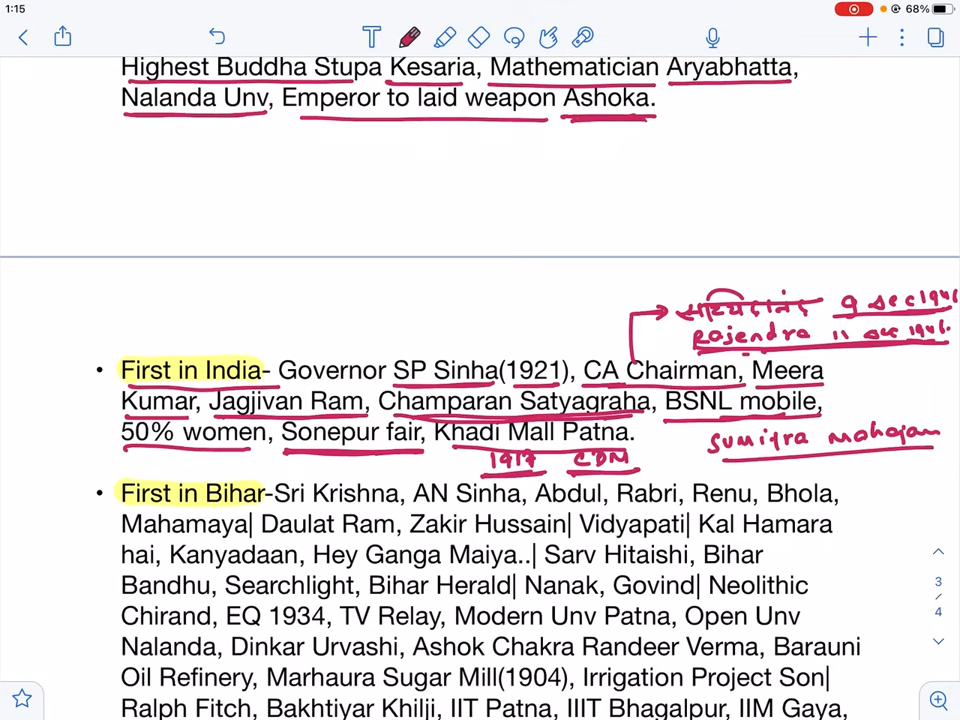 1:15
68%
Highest Buddha Stupa Kesaria, Mathematician Aryabhatta,
Nalanda Unv, Emperor to laid weapon Ashoka.
9 dec 1946
Rajendra 11 dec 1946.
• First in India- Governor SP Sinha(1921), CA Chairman, Meera
Kumar, Jagjivan Ram, Champaran Satyagraha, BSNL mobile,
50% women, Sonepur fair, Khadi Mall Patna.
Sumitra mahajan
1917 CDM
• First in Bihar-Sri Krishna, AN Sinha, Abdul, Rabri, Renu, Bhola,
Mahamaya| Daulat Ram, Zakir Hussain| Vidyapati| Kal Hamara
hai, Kanyadaan, Hey Ganga Maiya..| Sarv Hitaishi, Bihar
Bandhu, Searchlight, Bihar Herald| Nanak, Govind| Neolithic
Chirand, EQ 1934, TV Relay, Modern Unv Patna, Open Unv
Nalanda, Dinkar Urvashi, Ashok Chakra Randeer Verma, Barauni
Oil Refinery, Marhaura Sugar Mill(1904), Irrigation Project Son|
Ralph Fitch, Bakhtiyar Khilji, IIT Patna, IIIT Bhagalpur, IIM Gaya,
3
/
4